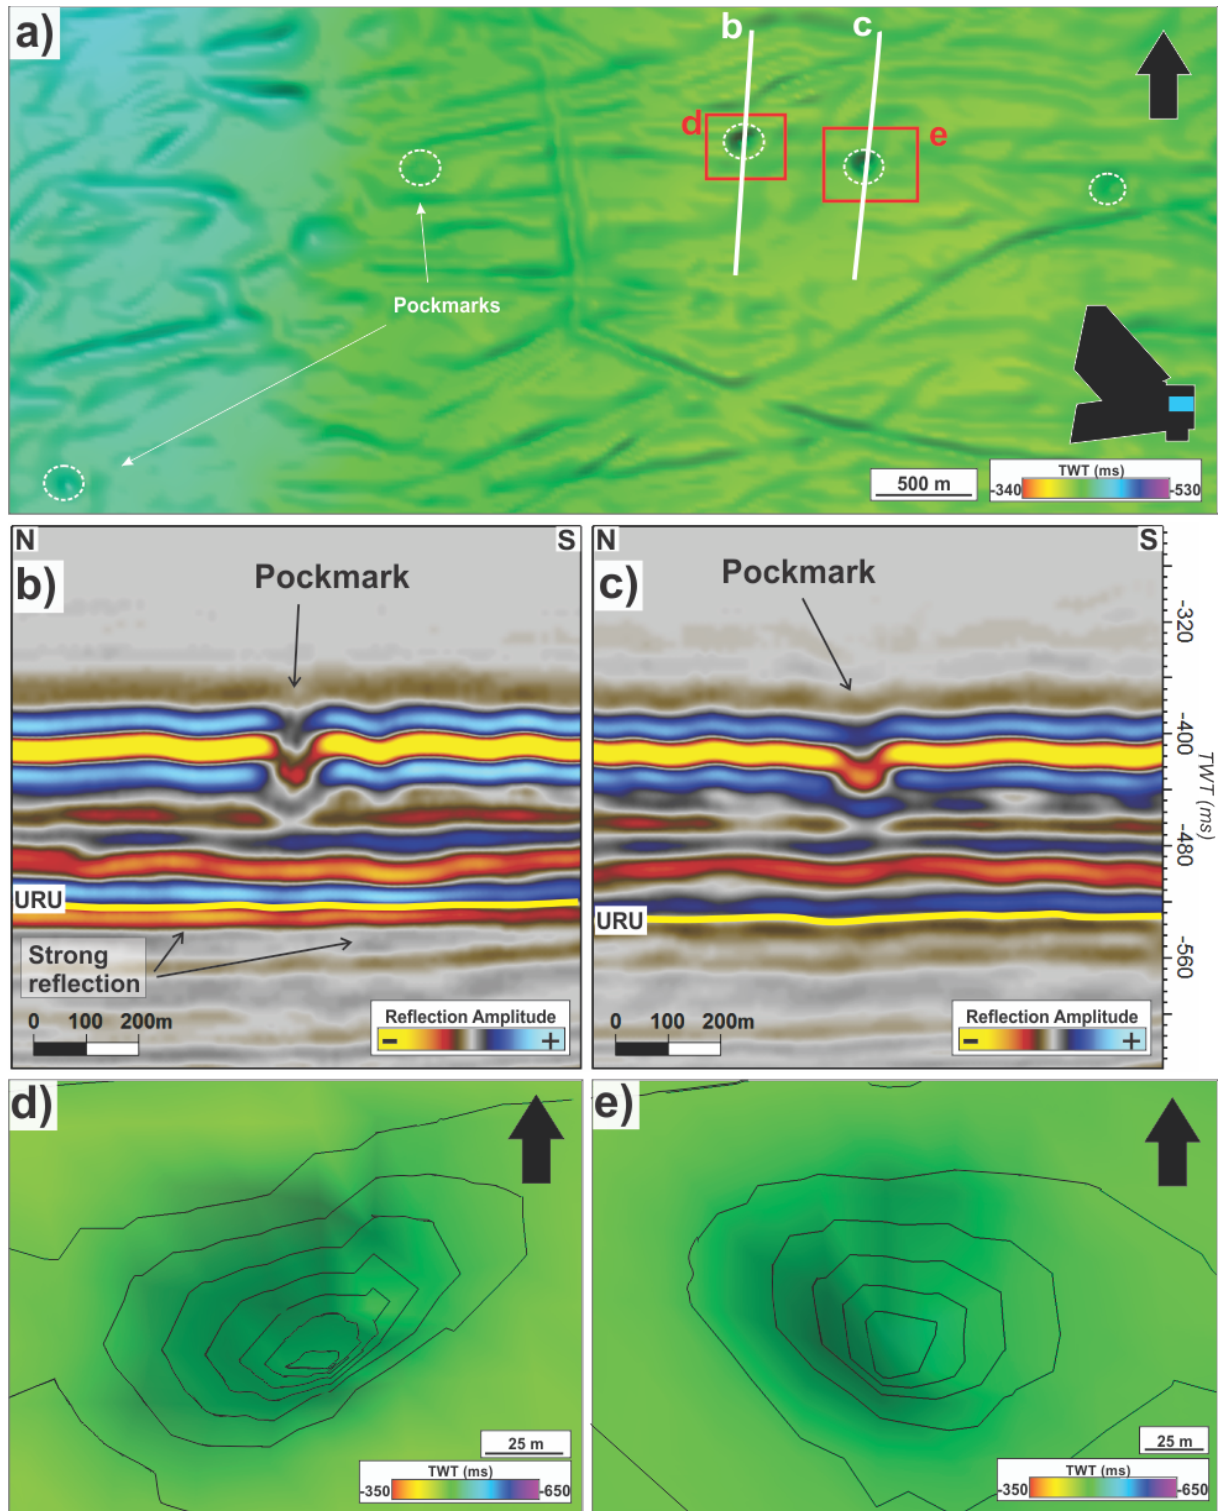 a)
b
c
d
e
Pockmarks
500 m
TWT (ms)
-340
-530
N
S
b)
Pockmark
URU
Strong
reflection
0 100 200m
Reflection Amplitude
- +
N
S
c)
Pockmark
URU
0 100 200m
Reflection Amplitude
- +
-320
-400
-480
-560
TWT (ms)
d)
25 m
TWT (ms)
-350
-650
e)
25 m
TWT (ms)
-350
-650